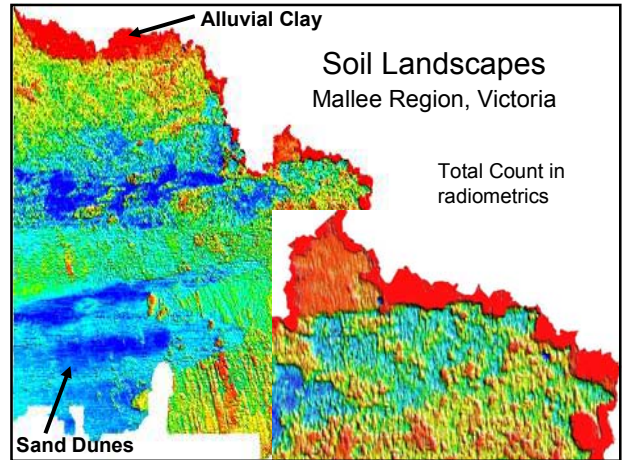 Alluvial Clay
Soil Landscapes
Mallee Region, Victoria
Total Count in
radiometrics
Sand Dunes